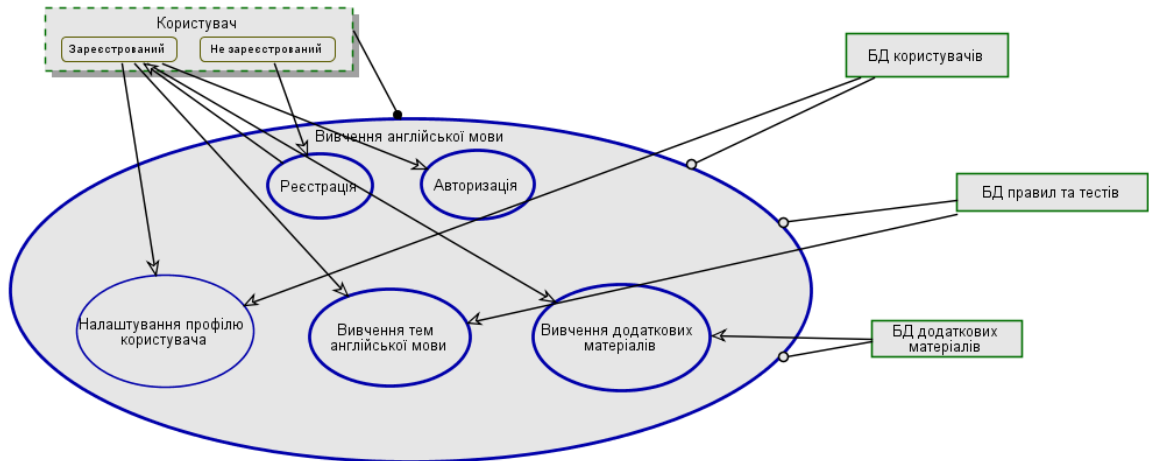 Користувач
Зареєстрований
Не зареєстрований
БД користувачів
Вивчення англійської мови
Реєстрація
Авторизація
БД правил та тестів
Налаштування профілю
користувача
Вивчення тем
англійської мови
Вивчення додаткових
матеріалів
БД додаткових
матеріалів